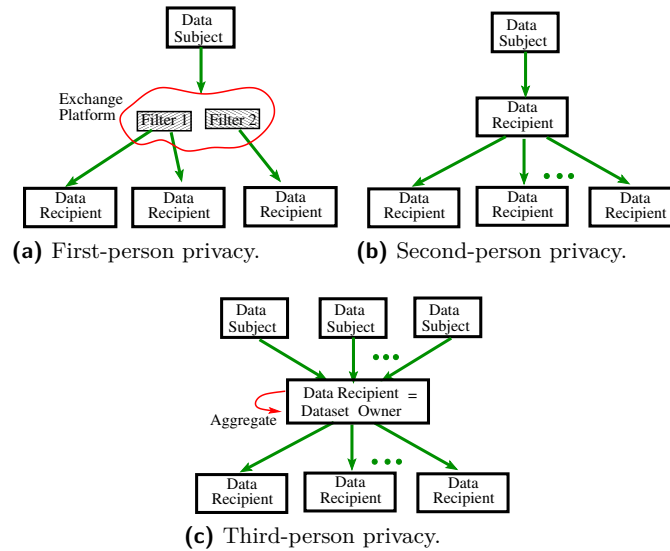 Data
Subject
Exchange
Platform
Filter 1
Filter 2
Data
Recipient
Data
Recipient
Data
Recipient
(a) First-person privacy.
Data
Subject
Data
Recipient
Data
Recipient
Data
Recipient
Data
Recipient
(b) Second-person privacy.
Data
Subject
Data
Subject
Data
Subject
Data Recipient =
Dataset Owner
Aggregate
Data
Recipient
Data
Recipient
Data
Recipient
(c) Third-person privacy.